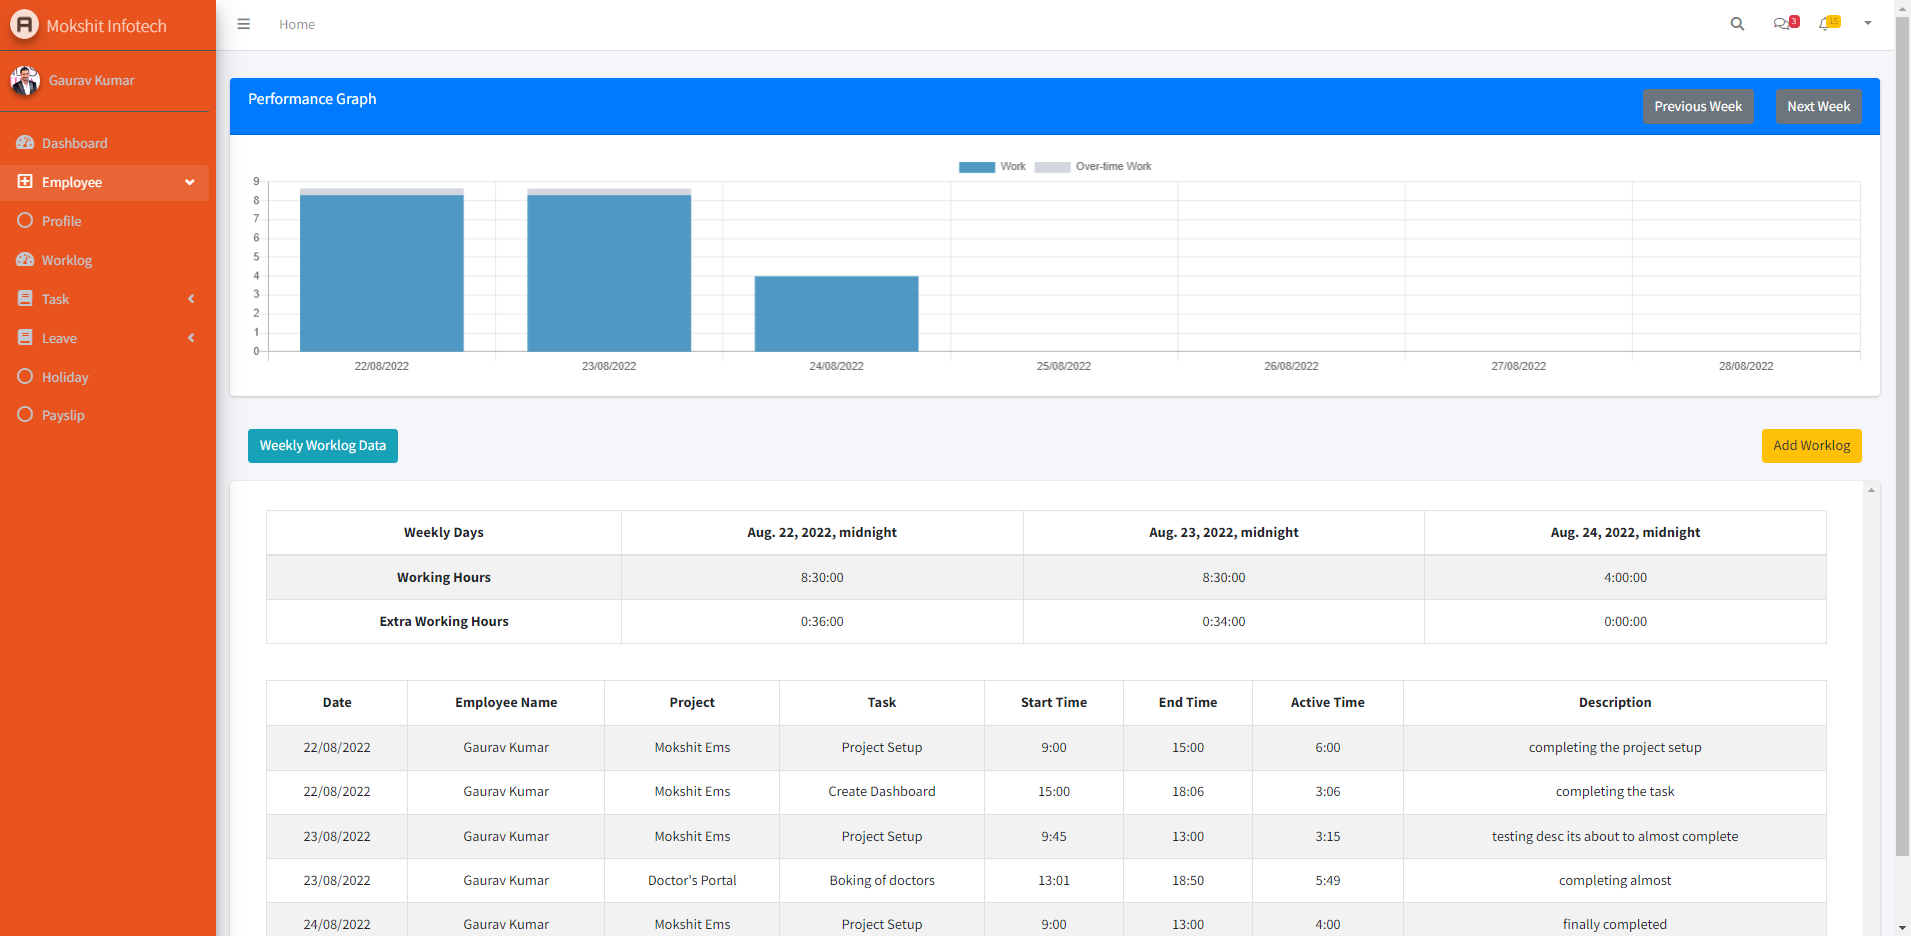 Mokshit Infotech
Home
3
15
Gaurav Kumar
Dashboard
Employee
Profile
Worklog
Task
Leave
Holiday
Payslip
Performance Graph
Previous Week
Next Week
Work Over-time Work
9
8
7
6
5
4
3
2
1
0
22/08/2022 23/08/2022 24/08/2022 25/08/2022 26/08/2022 27/08/2022 28/08/2022
Weekly Worklog Data
Add Worklog
Weekly Days Aug. 22, 2022, midnight Aug. 23, 2022, midnight Aug. 24, 2022, midnight
Working Hours 8:30:00 8:30:00 4:00:00
Extra Working Hours 0:36:00 0:34:00 0:00:00
Date Employee Name Project Task Start Time End Time Active Time Description
22/08/2022 Gaurav Kumar Mokshit Ems Project Setup 9:00 15:00 6:00 completing the project setup
22/08/2022 Gaurav Kumar Mokshit Ems Create Dashboard 15:00 18:06 3:06 completing the task
23/08/2022 Gaurav Kumar Mokshit Ems Project Setup 9:45 13:00 3:15 testing desc its about to almost complete
23/08/2022 Gaurav Kumar Doctor's Portal Boking of doctors 13:01 18:50 5:49 completing almost
24/08/2022 Gaurav Kumar Mokshit Ems Project Setup 9:00 13:00 4:00 finally completed